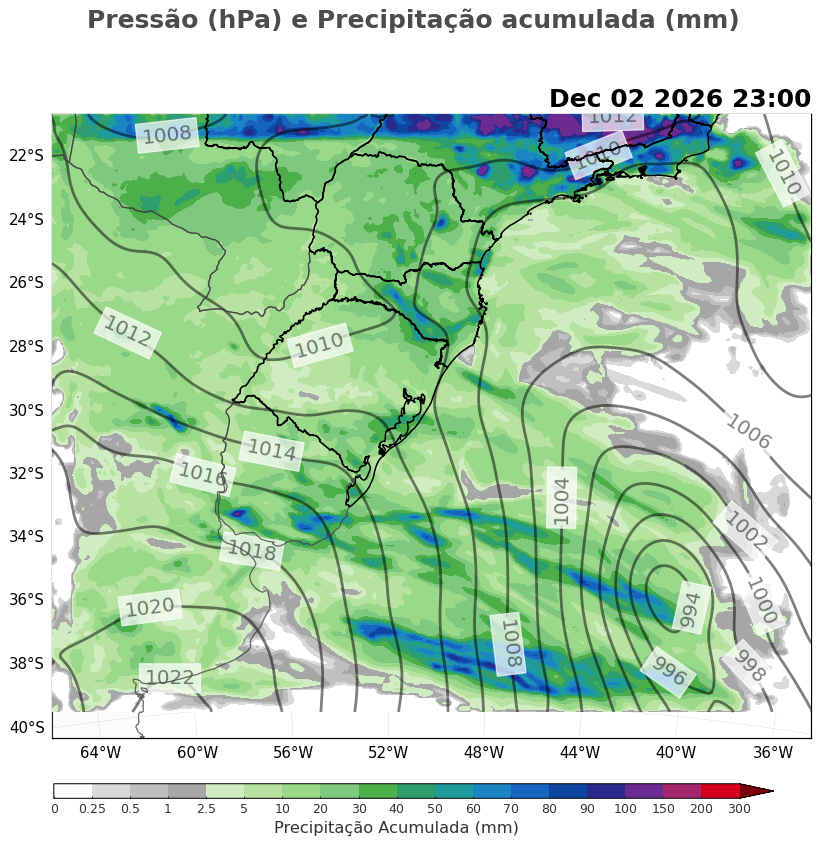 Pressão (hPa) e Precipitação acumulada (mm)
Dec 02 2026 23:00
1012
1008
1010
1010
22°S
24°S
26°S
1012
1010
28°S
30°S
1006
1014
32°S
1016
1004
34°S
1002
1018
36°S
1020
994
1000
38°S
1008
996
998
1022
40°S
64°W 60°W 56°W 52°W 48°W 44°W 40°W 36°W
0 0.25 0.5 1 2.5 5 10 20 30 40 50 60 70 80 90 100 150 200 300
Precipitação Acumulada (mm)